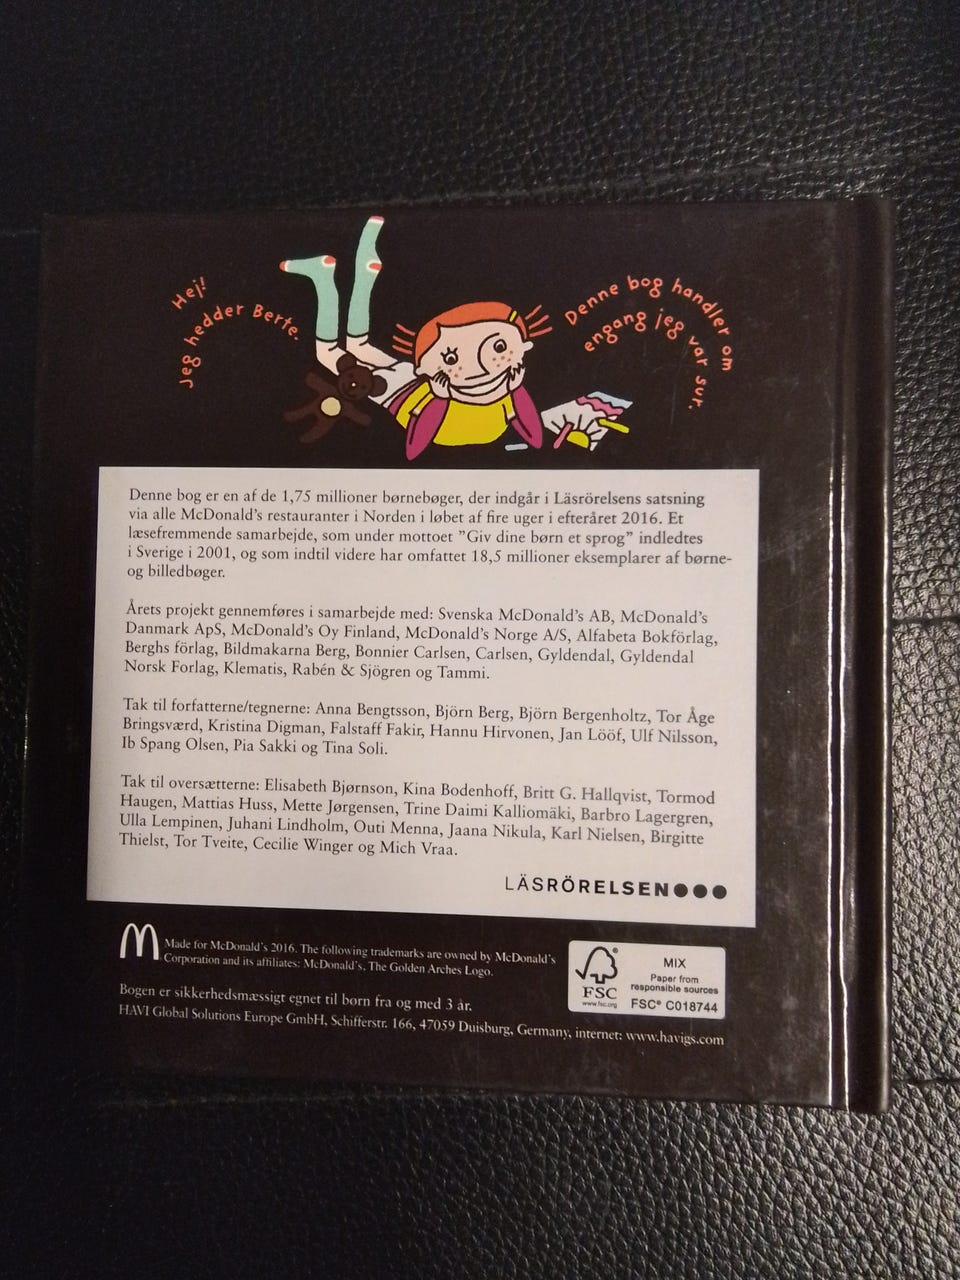 Hej!
Jeg hedder Berte.
Denne bog handler om
engang jeg var sur.
Denne bog er en af de 1,75 millioner børnebøger, der indgår i Läsrörelsens satsning
via alle McDonald's restauranter i Norden i løbet af fire uger i efteråret 2016. Et
læsefremmende samarbejde, som under mottoet "Giv dine børn et sprog" indledtes
i Sverige i 2001, og som indtil videre har omfattet 18,5 millioner eksemplarer af børne-
og billedbøger.
Årets projekt gennemføres i samarbejde med: Svenska McDonald's AB, McDonald's
Danmark ApS, McDonald's Oy Finland, McDonald's Norge A/S, Alfabeta Bokförlag,
Berghs förlag, Bildmakarna Berg, Bonnier Carlsen, Carlsen, Gyldendal, Gyldendal
Norsk Forlag, Klematis, Rabén & Sjögren og Tammi.
Tak til forfatterne/tegnerne: Anna Bengtsson, Björn Berg, Björn Bergenholtz, Tor Åge
Bringsværd, Kristina Digman, Falstaff Fakir, Hannu Hirvonen, Jan Lööf, Ulf Nilsson,
Ib Spang Olsen, Pia Sakki og Tina Soli.
Tak til oversætterne: Elisabeth Bjørnson, Kina Bodenhoff, Britt G. Hallqvist, Tormod
Haugen, Mattias Huss, Mette Jørgensen, Trine Daimi Kalliomäki, Barbro Lagergren,
Ulla Lempinen, Juhani Lindholm, Outi Menna, Jaana Nikula, Karl Nielsen, Birgitte
Thielst, Tor Tveite, Cecilie Winger og Mich Vraa.
LÄSRÖRELSEN●●●
Made for McDonald's 2016. The following trademarks are owned by McDonald's
Corporation and its affiliates: McDonald's, The Golden Arches Logo.
Bogen er sikkerhedsmæssigt egnet til børn fra og med 3 år.
HAVI Global Solutions Europe GmbH, Schifferstr. 166, 47059 Duisburg, Germany, internet: www.havigs.com
FSC
www.fsc.org
MIX
Paper from
responsible sources
FSC® C018744